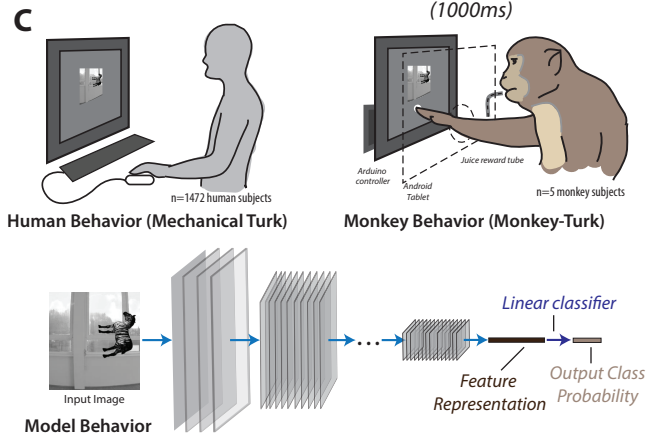 C
(1000ms)
Arduino
controller
Android
Tablet
Juice reward tube
n=1472 human subjects
n=5 monkey subjects
Human Behavior (Mechanical Turk)
Monkey Behavior (Monkey-Turk)
Linear classifier
Input Image
Feature
Representation
Output Class
Probability
Model Behavior